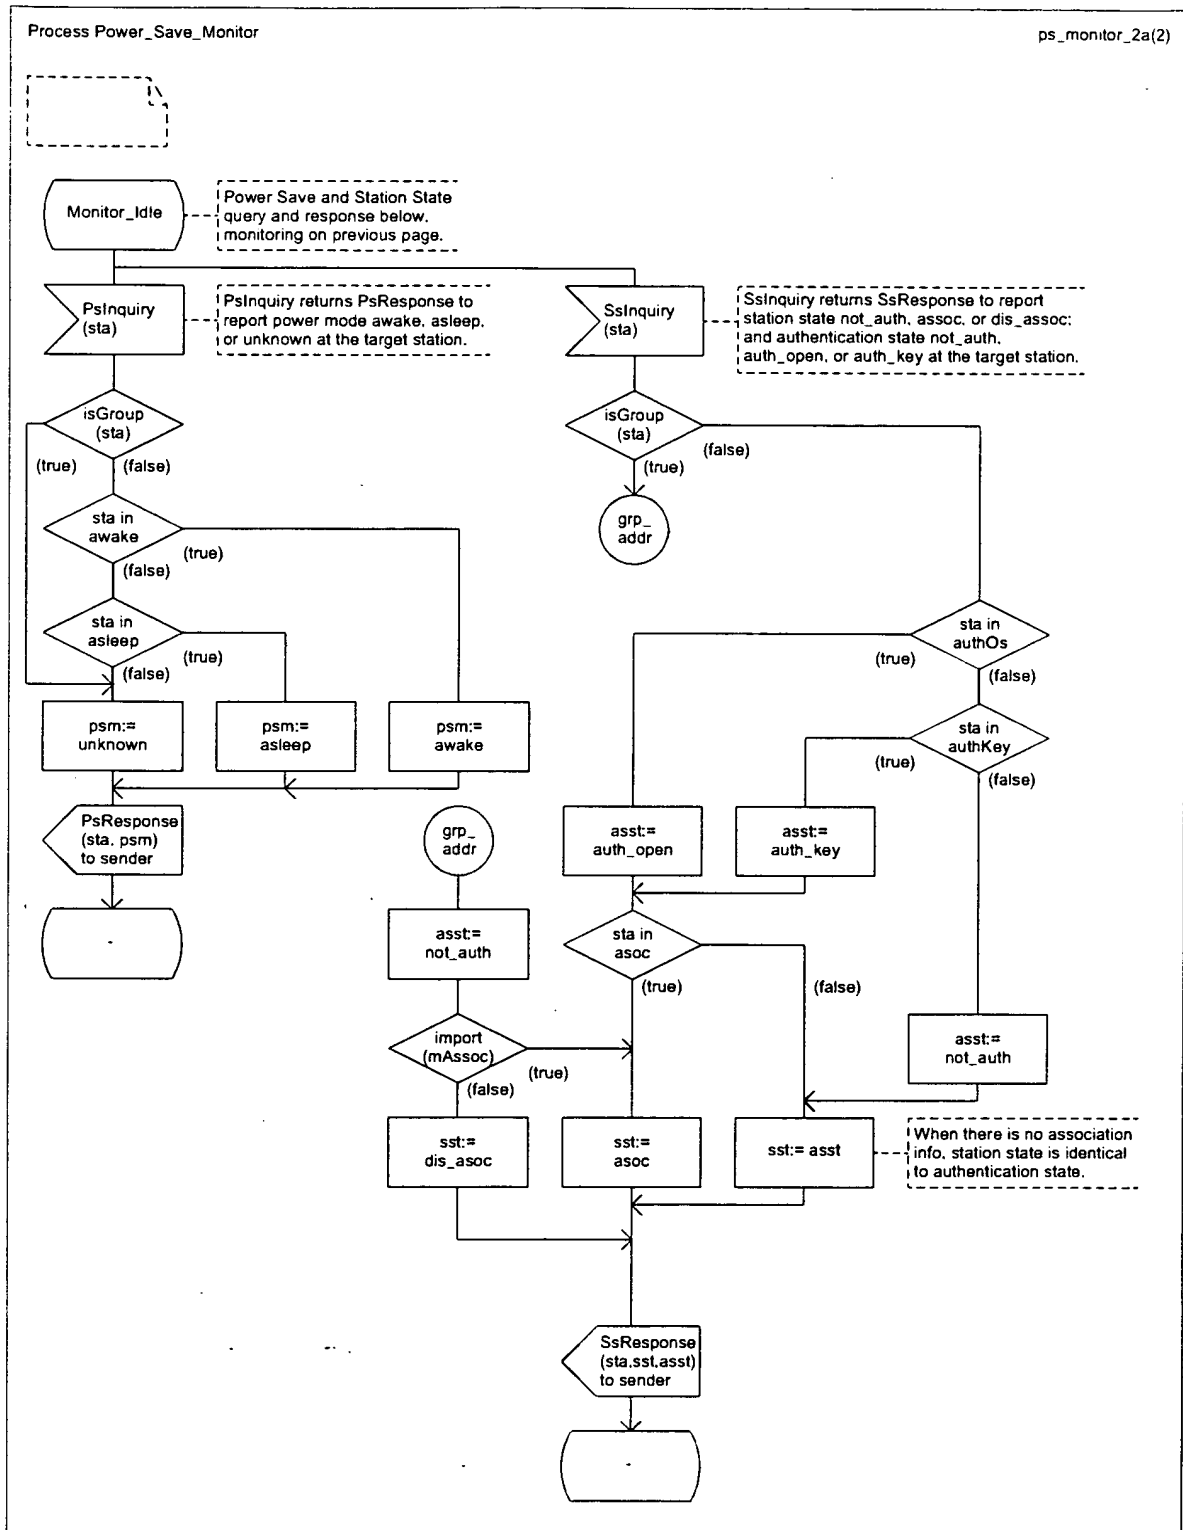 Process Power_Save_Monitor
ps_monitor_2a(2)
Monitor_Idle
Power Save and Station State
query and response below,
monitoring on previous page.
PsInquiry
(sta)
PsInquiry returns PsResponse to
report power mode awake, asleep,
or unknown at the target station.
SsInquiry
(sta)
SsInquiry returns SsResponse to report
station state not_auth, assoc, or dis_assoc;
and authentication state not_auth,
auth_open, or auth_key at the target station.
isGroup
(sta)
(true)
(false)
isGroup
(sta)
(true)
(false)
grp_
addr
sta in
awake
(true)
(false)
sta in
asleep
(true)
(false)
sta in
authOs
(true)
(false)
psm:=
unknown
psm:=
asleep
psm:=
awake
sta in
authKey
(true)
(false)
PsResponse
(sta, psm)
to sender
grp_
addr
asst:=
auth_open
asst:=
auth_key
-
asst:=
not_auth
sta in
asoc
(true)
(false)
import
(mAssoc)
(true)
(false)
asst:=
not_auth
sst:=
dis_asoc
sst:=
asoc
sst:= asst
When there is no association
info, station state is identical
to authentication state.
SsResponse
(sta,sst,asst)
to sender
-